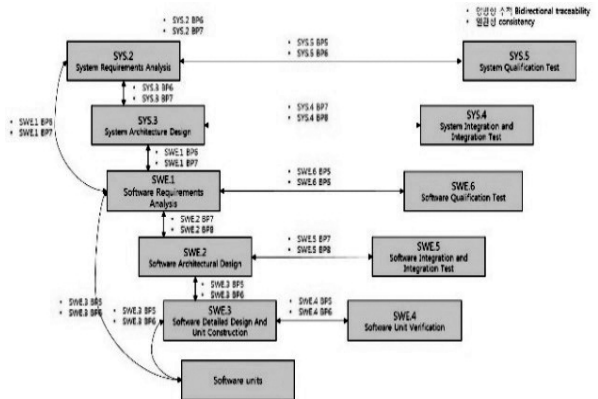 • SYS.2 BP6
• SYS.2 BP7
• 양방향 추적 Bidirectional traceability
• 일관성 consistency
SYS.2
System Requirements Analysis
• SYS.5 BP5
• SYS.5 BP6
SYS.5
System Qualification Test
• SYS.3 BP6
• SYS.3 BP7
• SWE.1 BP6
• SWE.1 BP7
SYS.3
System Architecture Design
• SYS.4 BP7
• SYS.4 BP8
SYS.4
System Integration and
Integration Test
• SWE.1 BP6
• SWE.1 BP7
SWE.1
Software Requirements
Analysis
• SWE.6 BP5
• SWE.6 BP6
SWE.6
Software Qualification Test
• SWE.2 BP7
• SWE.2 BP8
SWE.2
Software Architectural Design
• SWE.5 BP7
• SWE.5 BP8
SWE.5
Software Integration and
Integration Test
• SWE.3 BP5
• SWE.3 BP6
• SWE.3 BP5
• SWE.3 BP6
• SWE.3 BP5
• SWE.3 BP6
SWE.3
Software Detailed Design And
Unit Construction
• SWE.4 BP5
• SWE.4 BP6
SWE.4
Software Unit Verification
Software units